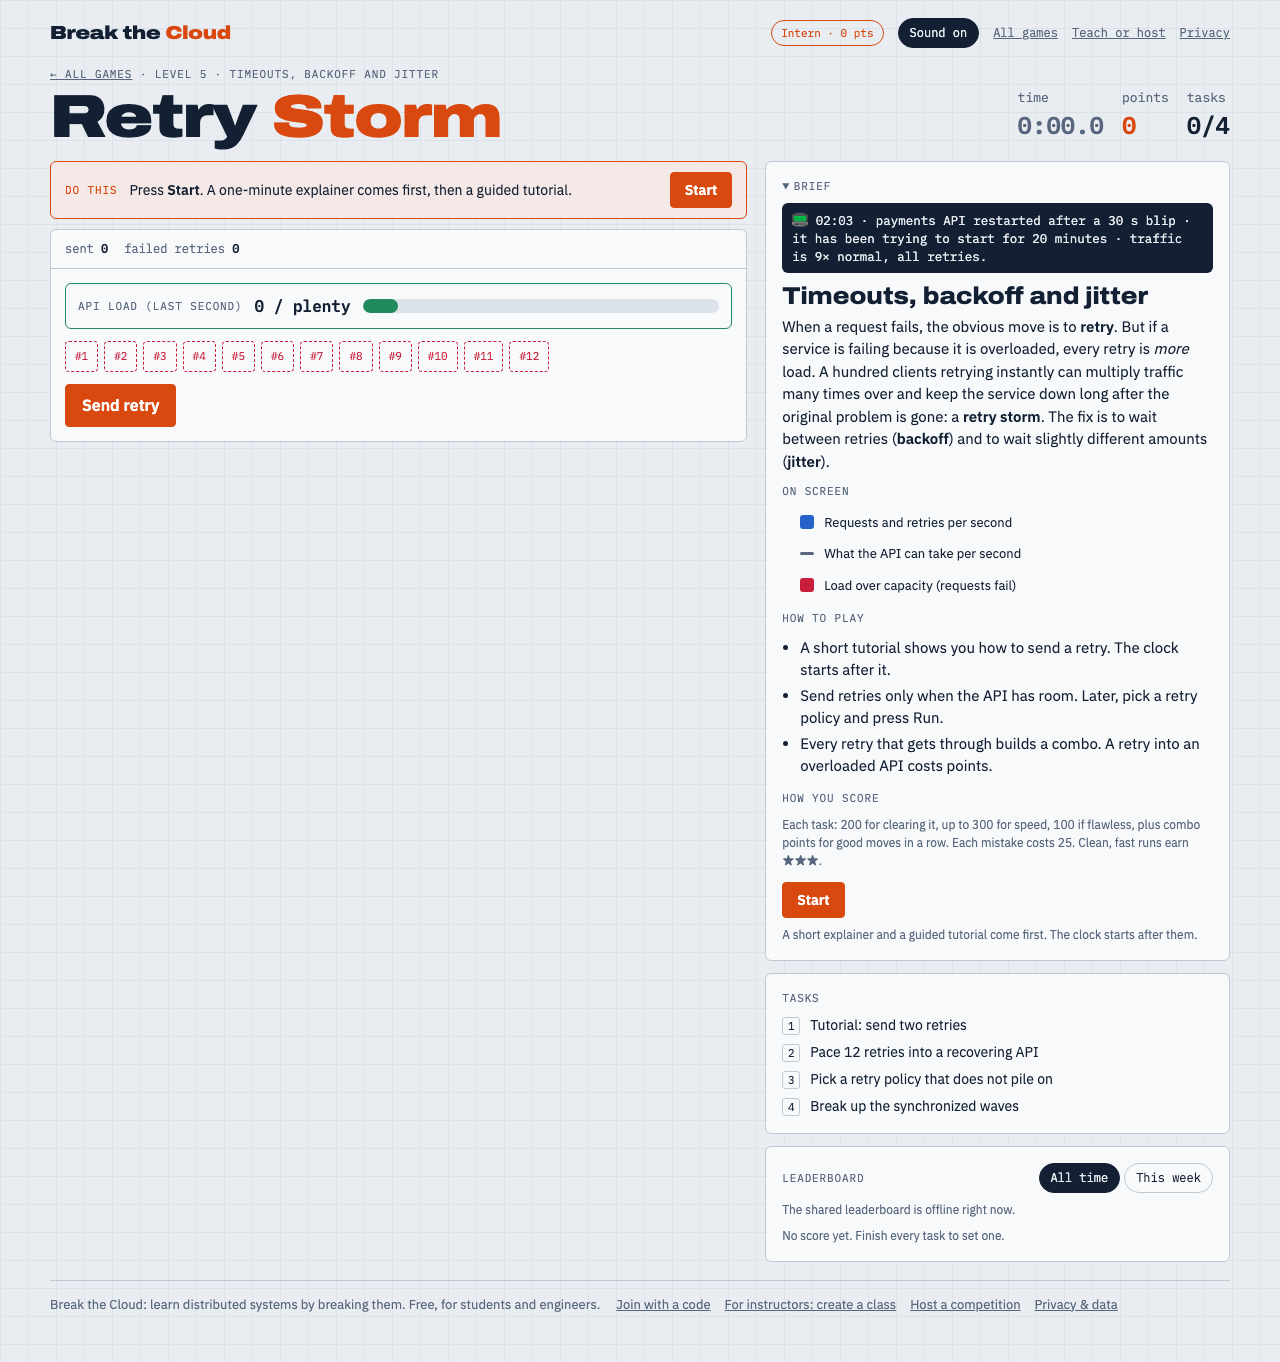 Break the Cloud
Intern · 0 pts
Sound on
All games
Teach or host
Privacy
← ALL GAMES · LEVEL 5 · TIMEOUTS, BACKOFF AND JITTER
Retry Storm
time
0:00.0
points
0
tasks
0/4
DO THIS Press Start. A one-minute explainer comes first, then a guided tutorial.
Start
sent 0 failed retries 0
API LOAD (LAST SECOND) 0 / plenty
#1 #2 #3 #4 #5 #6 #7 #8 #9 #10 #11 #12
Send retry
▼ BRIEF
02:03 · payments API restarted after a 30 s blip ·
it has been trying to start for 20 minutes · traffic
is 9× normal, all retries.
Timeouts, backoff and jitter
When a request fails, the obvious move is to retry. But if a
service is failing because it is overloaded, every retry is more
load. A hundred clients retrying instantly can multiply traffic
many times over and keep the service down long after the
original problem is gone: a retry storm. The fix is to wait
between retries (backoff) and to wait slightly different amounts
(jitter).
ON SCREEN
Requests and retries per second
What the API can take per second
Load over capacity (requests fail)
HOW TO PLAY
• A short tutorial shows you how to send a retry. The clock
starts after it.
• Send retries only when the API has room. Later, pick a retry
policy and press Run.
• Every retry that gets through builds a combo. A retry into an
overloaded API costs points.
HOW YOU SCORE
Each task: 200 for clearing it, up to 300 for speed, 100 if flawless, plus combo
points for good moves in a row. Each mistake costs 25. Clean, fast runs earn
★★★.
Start
A short explainer and a guided tutorial come first. The clock starts after them.
TASKS
1 Tutorial: send two retries
2 Pace 12 retries into a recovering API
3 Pick a retry policy that does not pile on
4 Break up the synchronized waves
LEADERBOARD
All time
This week
The shared leaderboard is offline right now.
No score yet. Finish every task to set one.
Break the Cloud: learn distributed systems by breaking them. Free, for students and engineers.
Join with a code
For instructors: create a class
Host a competition
Privacy & data